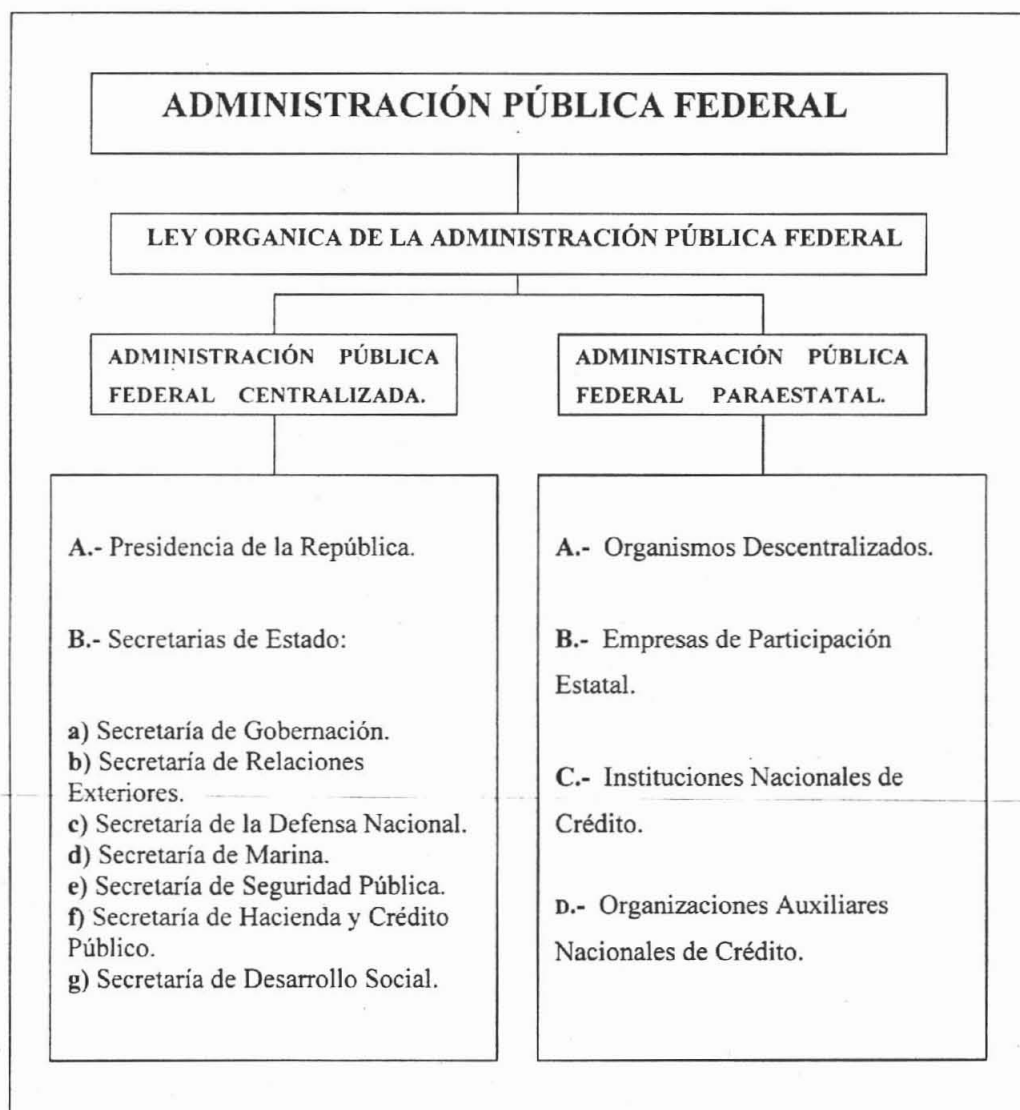 ADMINISTRACIÓN PÚBLICA FEDERAL
LEY ORGANICA DE LA ADMINISTRACIÓN PÚBLICA FEDERAL
ADMINISTRACIÓN PÚBLICA
FEDERAL CENTRALIZADA.
ADMINISTRACIÓN PÚBLICA
FEDERAL PARAESTATAL.
A.- Presidencia de la República.
B.- Secretarias de Estado:
a) Secretaría de Gobernación.
b) Secretaría de Relaciones
Exteriores.
c) Secretaría de la Defensa Nacional.
d) Secretaría de Marina.
e) Secretaría de Seguridad Pública.
f) Secretaría de Hacienda y Crédito
Público.
g) Secretaría de Desarrollo Social.
A.- Organismos Descentralizados.
B.- Empresas de Participación
Estatal.
C.- Instituciones Nacionales de
Crédito.
D.- Organizaciones Auxiliares
Nacionales de Crédito.